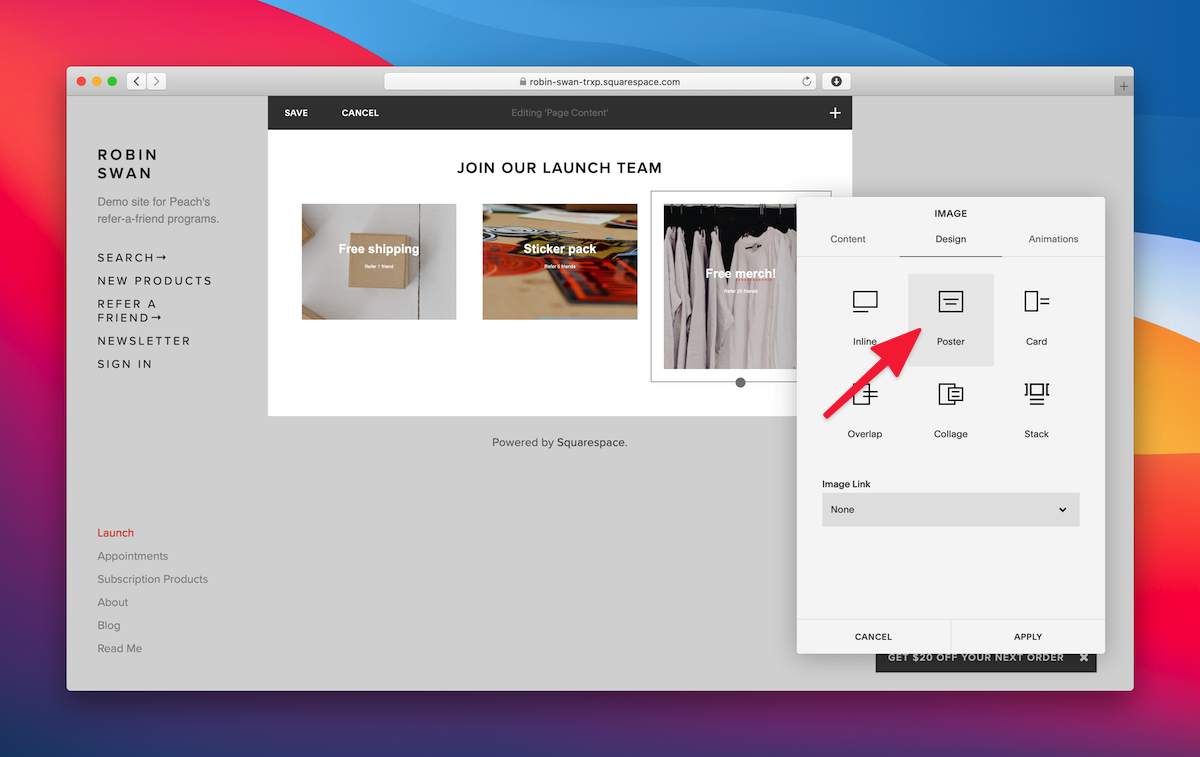 robin-swan-trxp.squarespace.com
SAVE
CANCEL
Editing 'Page Content'
ROBIN
SWAN
Demo site for Peach's
refer-a-friend programs.
SEARCH→
NEW PRODUCTS
REFER A
FRIEND→
NEWSLETTER
SIGN IN
JOIN OUR LAUNCH TEAM
Free shipping
Refer 1 friend
Sticker pack
Refer 5 friends
Free merch!
Refer 25 friends
Powered by Squarespace.
Launch
Appointments
Subscription Products
About
Blog
Read Me
IMAGE
Content
Design
Animations
Inline
Poster
Card
Overlap
Collage
Stack
Image Link
None
CANCEL
APPLY
GET $20 OFF YOUR NEXT ORDER